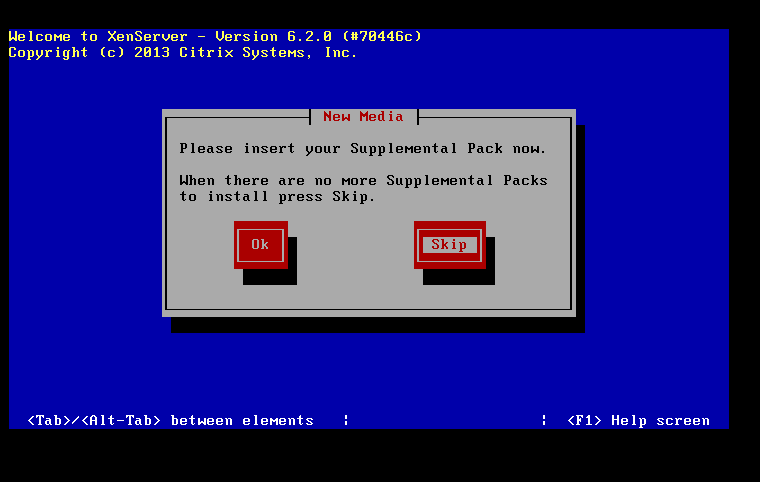 Welcome to XenServer - Version 6.2.0 (#70446c)
Copyright (c) 2013 Citrix Systems, Inc.
New Media
Please insert your Supplemental Pack now.
When there are no more Supplemental Packs
to install press Skip.
Ok Skip
<Tab>/<Alt-Tab> between elements ¦ ¦ <F1> Help screen